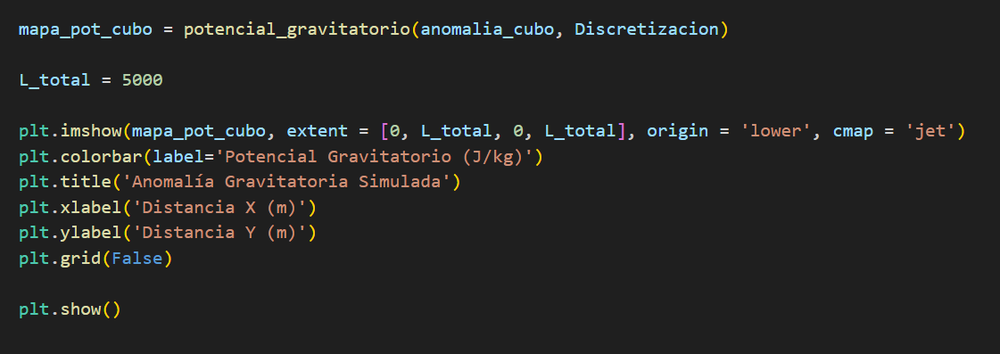 mapa_pot_cubo = potencial_gravitatorio(anomalia_cubo, Discretizacion)
L_total = 5000
plt.imshow(mapa_pot_cubo, extent = [0, L_total, 0, L_total], origin = 'lower', cmap = 'jet')
plt.colorbar(label='Potencial Gravitatorio (J/kg)')
plt.title('Anomalía Gravitatoria Simulada')
plt.xlabel('Distancia X (m)')
plt.ylabel('Distancia Y (m)')
plt.grid(False)
plt.show()